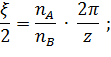 ξ/2 = n_A/n_B · 2π/z ;